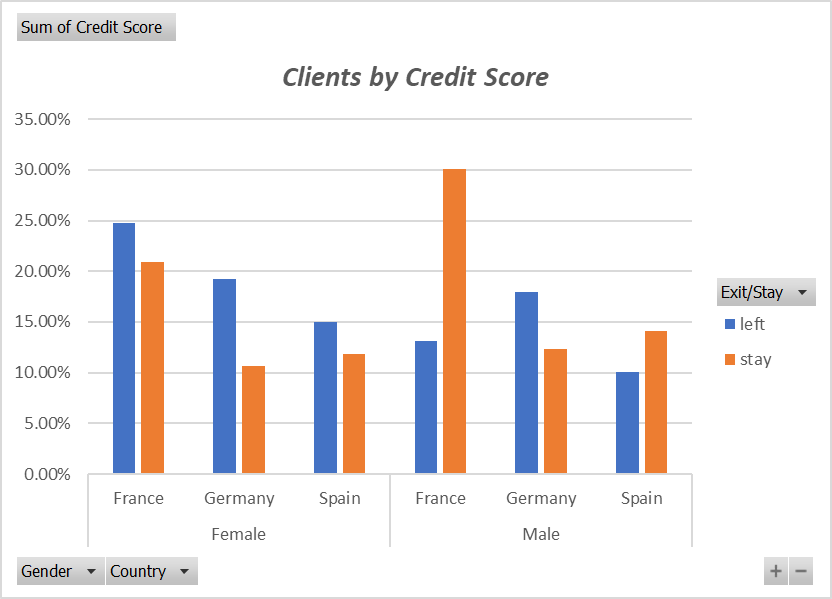 Sum of Credit Score
Clients by Credit Score
35.00%
30.00%
25.00%
20.00%
15.00%
10.00%
5.00%
0.00%
France Germany Spain France Germany Spain
Female Male
Exit/Stay
left
stay
Gender Country
+ −